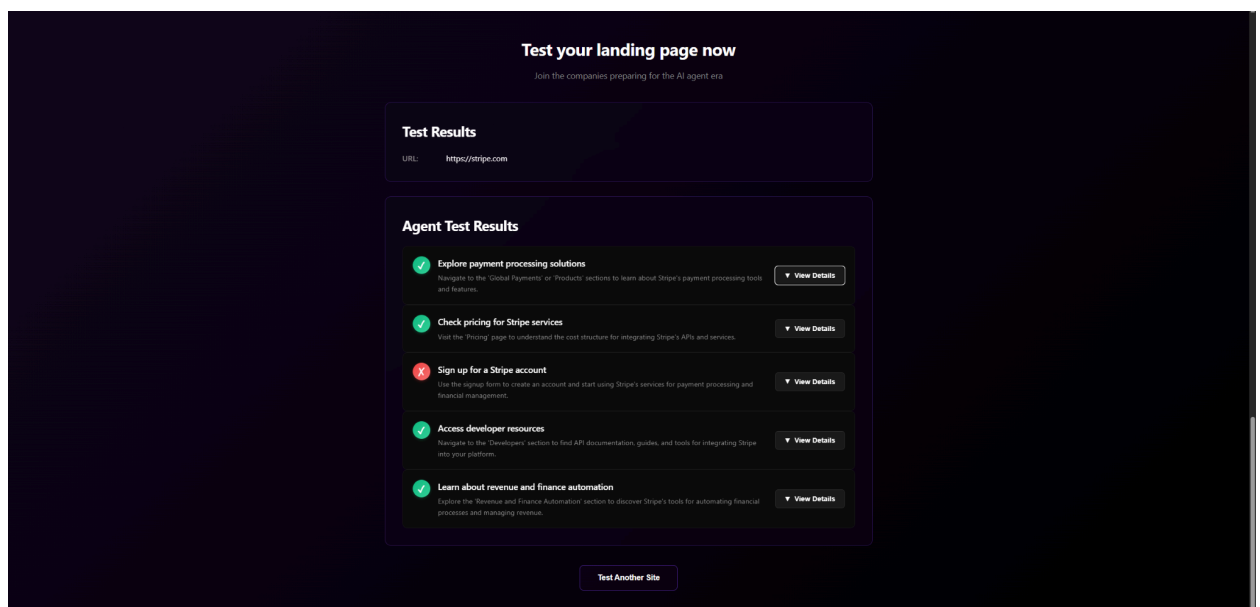 Test your landing page now
Join the companies preparing for the AI agent era
Test Results
URL: https://stripe.com
Agent Test Results
✓ Explore payment processing solutions
Navigate to the 'Global Payments' or 'Products' sections to learn about Stripe's payment processing tools
and features.
▼ View Details
✓ Check pricing for Stripe services
Visit the 'Pricing' page to understand the cost structure for integrating Stripe's APIs and services.
▼ View Details
✗ Sign up for a Stripe account
Use the signup form to create an account and start using Stripe's services for payment processing and
financial management.
▼ View Details
✓ Access developer resources
Navigate to the 'Developers' section to find API documentation, guides, and tools for integrating Stripe
into your platform.
▼ View Details
✓ Learn about revenue and finance automation
Explore the 'Revenue and Finance Automation' section to discover Stripe's tools for automating financial
processes and managing revenue.
▼ View Details
Test Another Site